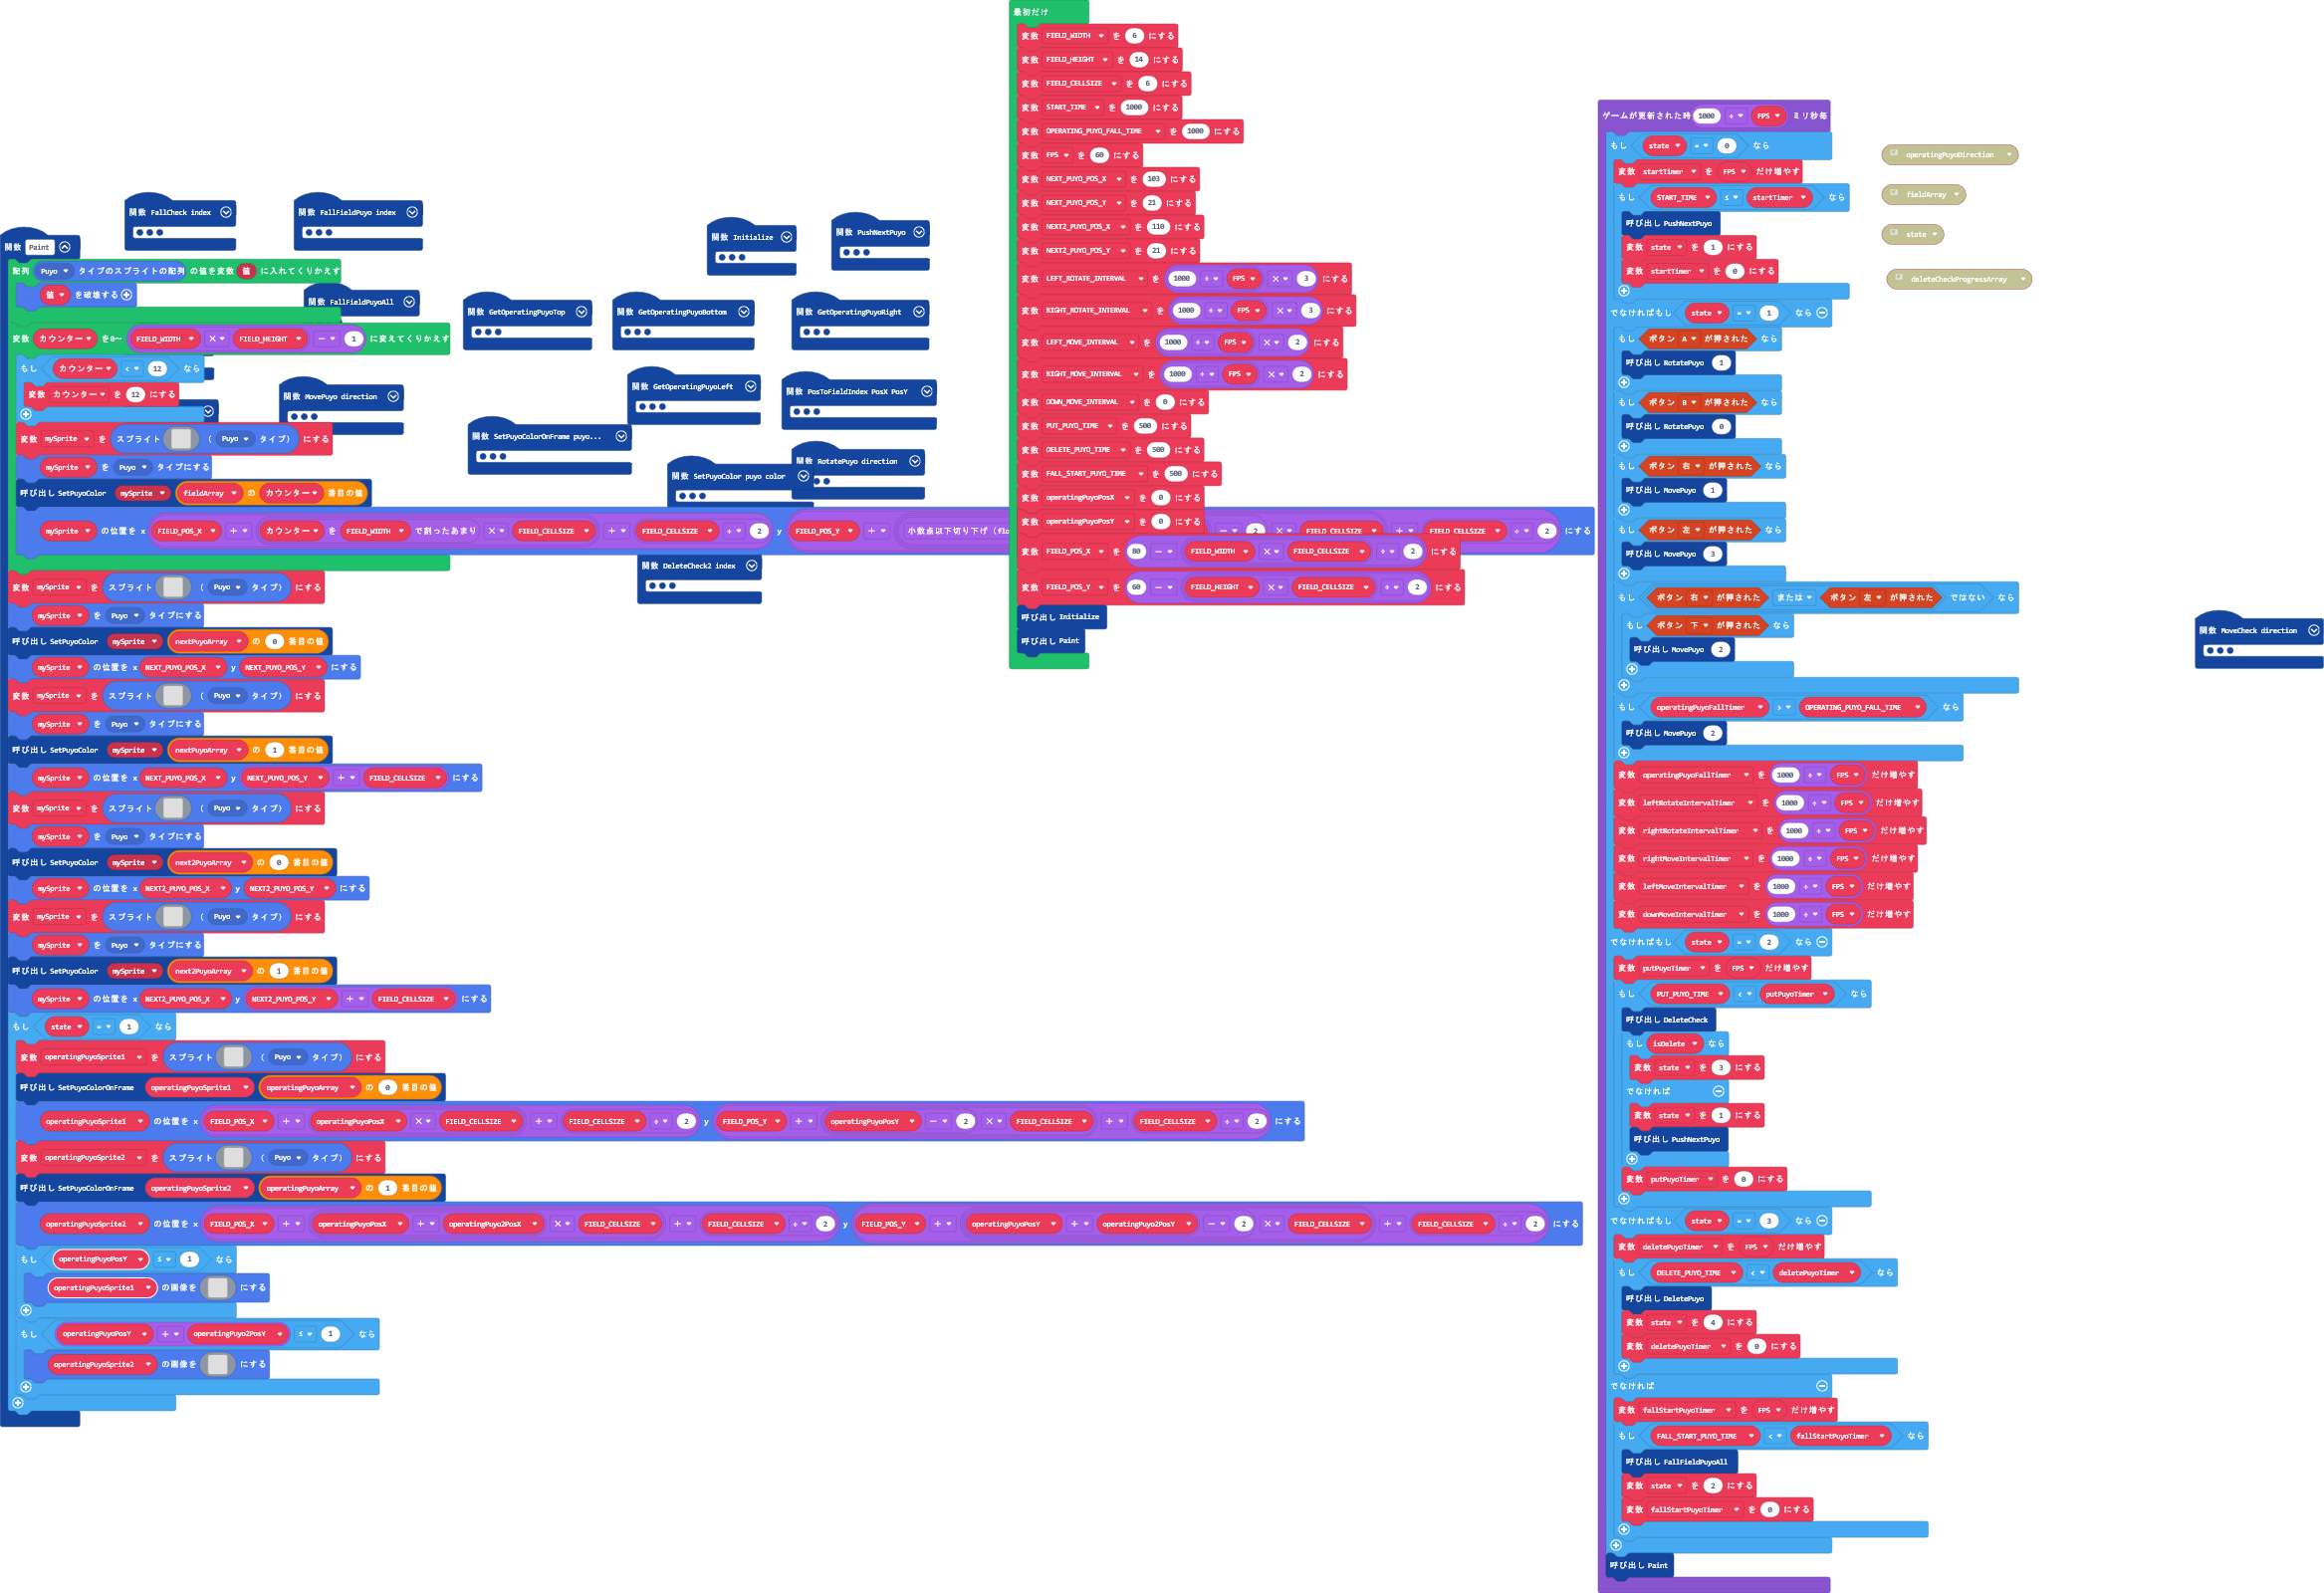 関数 Paint
配列 Puyo タイプのスプライトの配列 の値を変数 値 に入れてくりかえす
値 を破壊する
変数 カウンター を0~ FIELD_WIDTH × FIELD_HEIGHT - 1 に変えてくりかえす
もし カウンター < 12 なら
変数 カウンター を 12 にする
変数 mySprite を スプライト ( Puyo タイプ) にする
mySprite を Puyo タイプにする
呼び出し SetPuyoColor mySprite fieldArray の カウンター 番目の値
mySprite の位置を x FIELD_POS_X + カウンター を FIELD_WIDTH で割ったあまり × FIELD_CELLSIZE + FIELD_CELLSIZE ÷ 2 y FIELD_POS_Y + 小数点以下切り下げ (flo
- 2 × FIELD_CELLSIZE + FIELD_CELLSIZE ÷ 2 にする
変数 mySprite を スプライト ( Puyo タイプ) にする
mySprite を Puyo タイプにする
呼び出し SetPuyoColor mySprite nextPuyoArray の 0 番目の値
mySprite の位置を x NEXT_PUYO_POS_X y NEXT_PUYO_POS_Y にする
変数 mySprite を スプライト ( Puyo タイプ) にする
mySprite を Puyo タイプにする
呼び出し SetPuyoColor mySprite nextPuyoArray の 1 番目の値
mySprite の位置を x NEXT_PUYO_POS_X y NEXT_PUYO_POS_Y + FIELD_CELLSIZE にする
変数 mySprite を スプライト ( Puyo タイプ) にする
mySprite を Puyo タイプにする
呼び出し SetPuyoColor mySprite next2PuyoArray の 0 番目の値
mySprite の位置を x NEXT2_PUYO_POS_X y NEXT2_PUYO_POS_Y にする
変数 mySprite を スプライト ( Puyo タイプ) にする
mySprite を Puyo タイプにする
呼び出し SetPuyoColor mySprite next2PuyoArray の 1 番目の値
mySprite の位置を x NEXT2_PUYO_POS_X y NEXT2_PUYO_POS_Y + FIELD_CELLSIZE にする
もし state = 1 なら
変数 operatingPuyoSprite1 を スプライト ( Puyo タイプ) にする
呼び出し SetPuyoColorOnFrame operatingPuyoSprite1 operatingPuyoArray の 0 番目の値
operatingPuyoSprite1 の位置を x FIELD_POS_X + operatingPuyoPosX × FIELD_CELLSIZE + FIELD_CELLSIZE ÷ 2 y FIELD_POS_Y + operatingPuyoPosY - 2 × FIELD_CELLSIZE + FIELD_CELLSIZE ÷ 2 にする
変数 operatingPuyoSprite2 を スプライト ( Puyo タイプ) にする
呼び出し SetPuyoColorOnFrame operatingPuyoSprite2 operatingPuyoArray の 1 番目の値
operatingPuyoSprite2 の位置を x FIELD_POS_X + operatingPuyoPosX + operatingPuyo2PosX × FIELD_CELLSIZE + FIELD_CELLSIZE ÷ 2 y FIELD_POS_Y + operatingPuyoPosY + operatingPuyo2PosY - 2 × FIELD_CELLSIZE + FIELD_CELLSIZE ÷ 2 にする
もし operatingPuyoPosY ≤ 1 なら
operatingPuyoSprite1 の画像を にする
もし operatingPuyoPosY + operatingPuyo2PosY ≤ 1 なら
operatingPuyoSprite2 の画像を にする
関数 FallCheck index
関数 FallFieldPuyo index
関数 FallFieldPuyoAll
関数 MovePuyo direction
関数 Initialize
関数 PushNextPuyo
関数 GetOperatingPuyoTop
関数 GetOperatingPuyoBottom
関数 GetOperatingPuyoRight
関数 GetOperatingPuyoLeft
関数 PosToFieldIndex PosX PosY
関数 SetPuyoColorOnFrame puyo...
関数 RotatePuyo direction
関数 SetPuyoColor puyo color
関数 DeleteCheck2 index
最初だけ
変数 FIELD_WIDTH を 6 にする
変数 FIELD_HEIGHT を 14 にする
変数 FIELD_CELLSIZE を 6 にする
変数 START_TIME を 1000 にする
変数 OPERATING_PUYO_FALL_TIME を 1000 にする
変数 FPS を 60 にする
変数 NEXT_PUYO_POS_X を 103 にする
変数 NEXT_PUYO_POS_Y を 21 にする
変数 NEXT2_PUYO_POS_X を 110 にする
変数 NEXT2_PUYO_POS_Y を 21 にする
変数 LEFT_ROTATE_INTERVAL を 1000 ÷ FPS × 3 にする
変数 RIGHT_ROTATE_INTERVAL を 1000 ÷ FPS × 3 にする
変数 LEFT_MOVE_INTERVAL を 1000 ÷ FPS × 2 にする
変数 RIGHT_MOVE_INTERVAL を 1000 ÷ FPS × 2 にする
変数 DOWN_MOVE_INTERVAL を 0 にする
変数 PUT_PUYO_TIME を 500 にする
変数 DELETE_PUYO_TIME を 500 にする
変数 FALL_START_PUYO_TIME を 500 にする
変数 operatingPuyoPosX を 0 にする
変数 operatingPuyoPosY を 0 にする
変数 FIELD_POS_X を 80 - FIELD_WIDTH × FIELD_CELLSIZE ÷ 2 にする
変数 FIELD_POS_Y を 60 - FIELD_HEIGHT × FIELD_CELLSIZE ÷ 2 にする
呼び出し Initialize
呼び出し Paint
ゲームが更新された時 1000 ÷ FPS ミリ秒毎
もし state = 0 なら
変数 startTimer を FPS だけ増やす
もし START_TIME ≤ startTimer なら
呼び出し PushNextPuyo
変数 state を 1 にする
変数 startTimer を 0 にする
でなければもし state = 1 なら
もし ボタン A が押された なら
呼び出し RotatePuyo 1
もし ボタン B が押された なら
呼び出し RotatePuyo 0
もし ボタン 右 が押された なら
呼び出し MovePuyo 1
もし ボタン 左 が押された なら
呼び出し MovePuyo 3
もし ボタン 右 が押された または ボタン 左 が押された ではない なら
もし ボタン 下 が押された なら
呼び出し MovePuyo 2
もし operatingPuyoFallTimer > OPERATING_PUYO_FALL_TIME なら
呼び出し MovePuyo 2
変数 operatingPuyoFallTimer を 1000 ÷ FPS だけ増やす
変数 leftRotateIntervalTimer を 1000 ÷ FPS だけ増やす
変数 rightRotateIntervalTimer を 1000 ÷ FPS だけ増やす
変数 rightMoveIntervalTimer を 1000 ÷ FPS だけ増やす
変数 leftMoveIntervalTimer を 1000 ÷ FPS だけ増やす
変数 downMoveIntervalTimer を 1000 ÷ FPS だけ増やす
でなければもし state = 2 なら
変数 putPuyoTimer を FPS だけ増やす
もし PUT_PUYO_TIME < putPuyoTimer なら
呼び出し DeleteCheck
もし isDelete なら
変数 state を 3 にする
でなければ
変数 state を 1 にする
呼び出し PushNextPuyo
変数 putPuyoTimer を 0 にする
でなければもし state = 3 なら
変数 deletePuyoTimer を FPS だけ増やす
もし DELETE_PUYO_TIME < deletePuyoTimer なら
呼び出し DeletePuyo
変数 state を 4 にする
変数 deletePuyoTimer を 0 にする
でなければ
変数 fallStartPuyoTimer を FPS だけ増やす
もし FALL_START_PUYO_TIME < fallStartPuyoTimer なら
呼び出し FallFieldPuyoAll
変数 state を 2 にする
変数 fallStartPuyoTimer を 0 にする
呼び出し Paint
operatingPuyoDirection
fieldArray
state
deleteCheckProgressArray
関数 MoveCheck direction